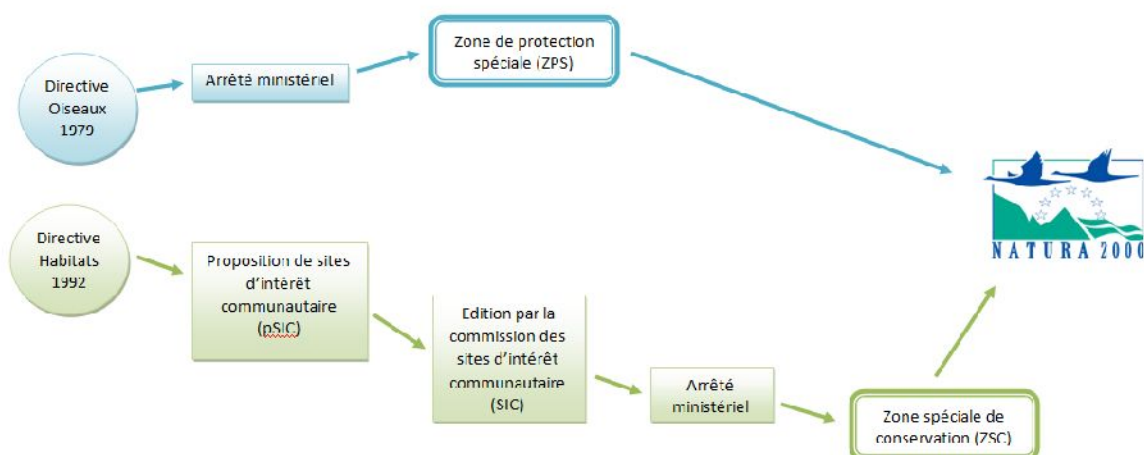 Directive
Oiseaux
1979
Arrêté ministériel
Zone de protection
spéciale (ZPS)
NATURA 2000
Directive
Habitats
1992
Proposition de sites
d'intérêt
communautaire
(pSIC)
Edition par la
commission des
sites d'intérêt
communautaire
(SIC)
Arrêté
ministériel
Zone spéciale de
conservation (ZSC)